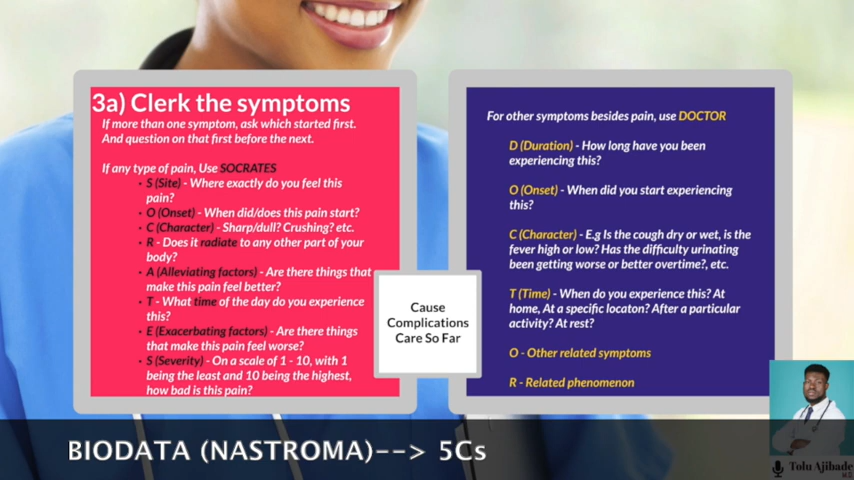 3a) Clerk the symptoms
If more than one symptom, ask which started first.
And question on that first before the next.
If any type of pain, Use SOCRATES
• S (Site) - Where exactly do you feel this
pain?
• O (Onset) - When did/does this pain start?
• C (Character) - Sharp/dull? Crushing? etc.
• R - Does it radiate to any other part of your
body?
• A (Alleviating factors) - Are there things that
make this pain feel better?
• T - What time of the day do you experience
this?
• E (Exacerbating factors) - Are there things
that make this pain feel worse?
• S (Severity) - On a scale of 1 - 10, with 1
being the least and 10 being the highest,
how bad is this pain?
Cause
Complications
Care So Far
For other symptoms besides pain, use DOCTOR
D (Duration) - How long have you been
experiencing this?
O (Onset) - When did you start experiencing
this?
C (Character) - E.g Is the cough dry or wet, is the
fever high or low? Has the difficulty urinating
been getting worse or better overtime?, etc.
T (Time) - When do you experience this? At
home, At a specific locaton? After a particular
activity? At rest?
O - Other related symptoms
R - Related phenomenon
BIODATA (NASTROMA)--> 5Cs
Tolu Ajibade